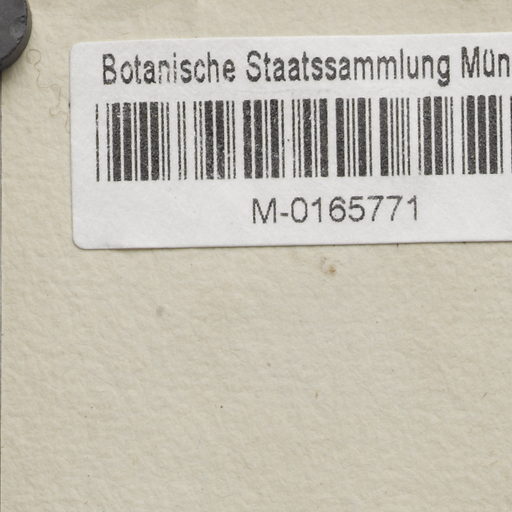 Botanische Staatssammlung Mün
M-0165771